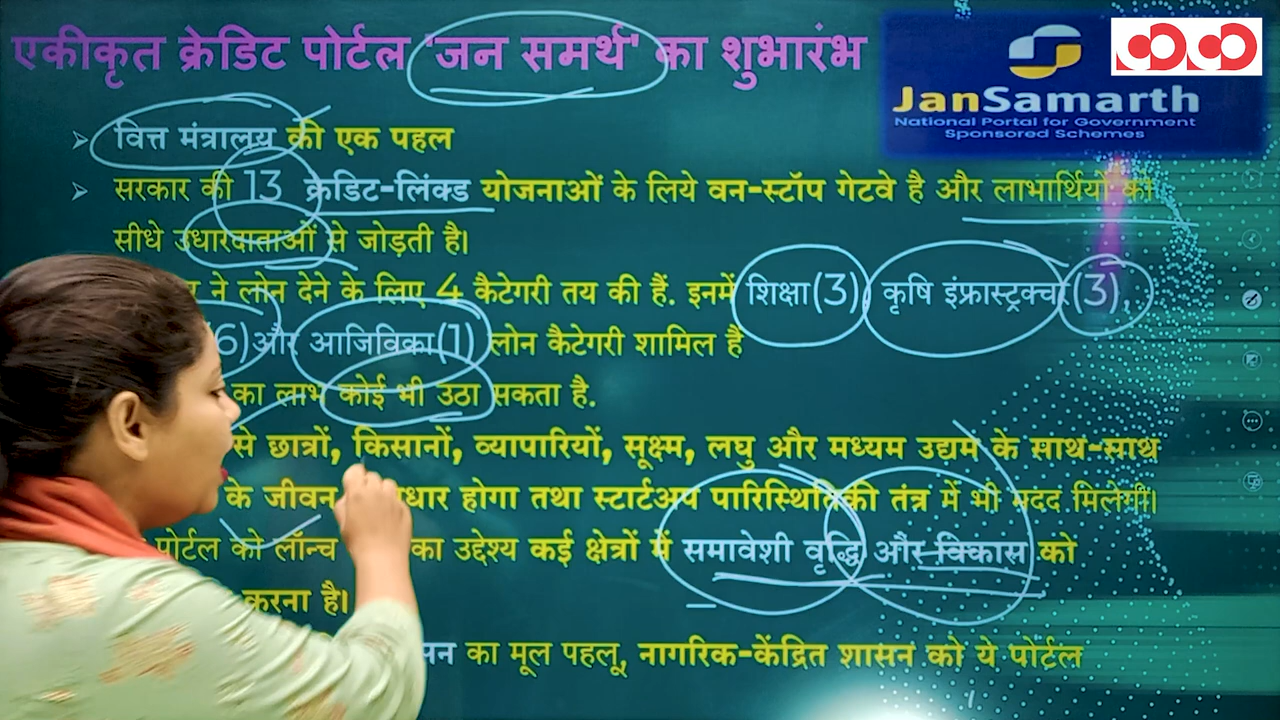 एकीकृत क्रेडिट पोर्टल 'जन समर्थ' का शुभारंभ
JanSamarth
National Portal for Government
Sponsored Schemes
वित्त मंत्रालय की एक पहल
सरकार की 13 क्रेडिट-लिंक्ड योजनाओं के लिये वन-स्टॉप गेटवे है और लाभार्थियों को
सीधे उधारदाताओं से जोड़ती है।
ने लोन देने के लिए 4 कैटेगरी तय की हैं. इनमें शिक्षा(3) कृषि इंफ्रास्ट्रक्चर (3),
6) और आजिविका(1) लोन कैटेगरी शामिल है
का लाभ कोई भी उठा सकता है.
से छात्रों, किसानों, व्यापारियों, सूक्ष्म, लघु और मध्यम उद्यम के साथ-साथ
के जीवन होगा तथा स्टार्टअप पारिस्थितिकी तंत्र में भी मदद मिलेगी।
पोर्टल को लॉन्च का उद्देश्य कई क्षेत्रों में समावेशी वृद्धि और विकास को
करना है।
का मूल पहलू, नागरिक-केंद्रित शासन को ये पोर्टल